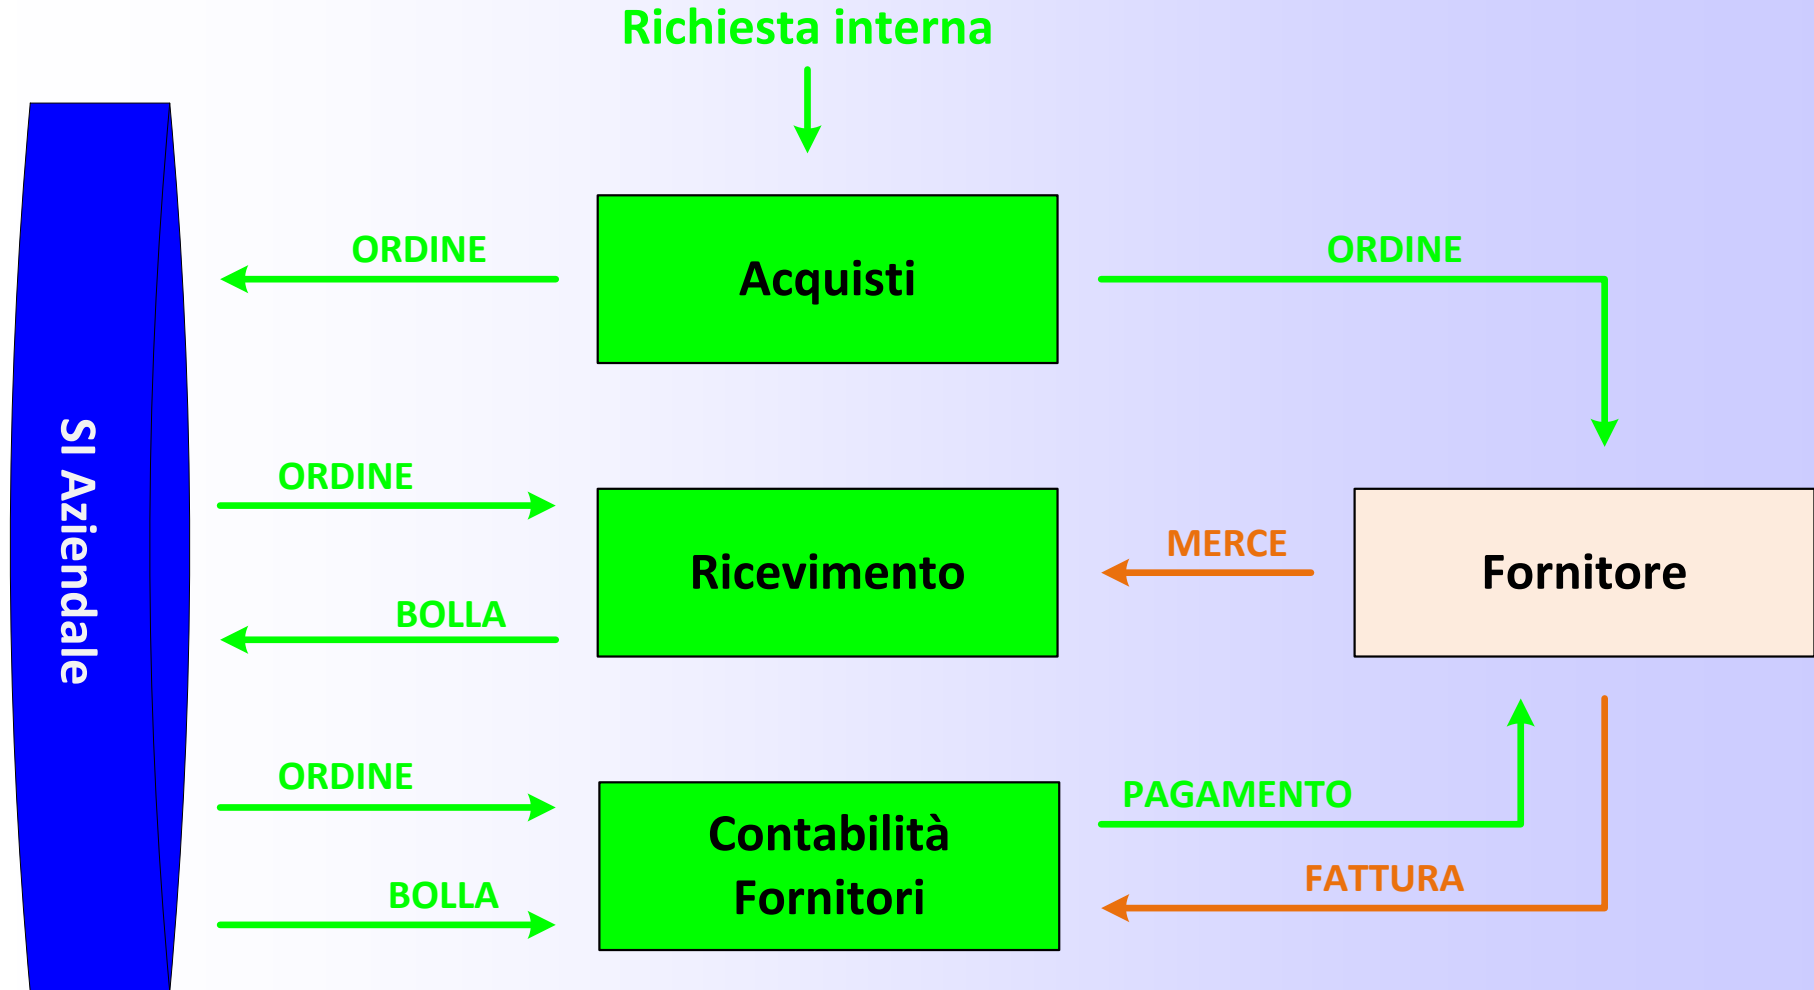 Richiesta interna
ORDINE
Acquisti
ORDINE
SI Aziendale
ORDINE
Ricevimento
BOLLA
MERCE
Fornitore
ORDINE
BOLLA
Contabilità
Fornitori
PAGAMENTO
FATTURA